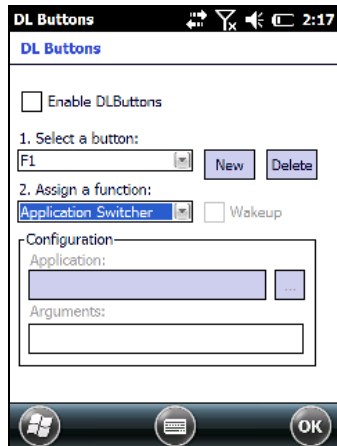 DL Buttons 2:17
DL Buttons
Enable DLButtons
1. Select a button:
F1 New Delete
2. Assign a function:
Application Switcher Wakeup
Configuration
Application:
...
Arguments:
OK